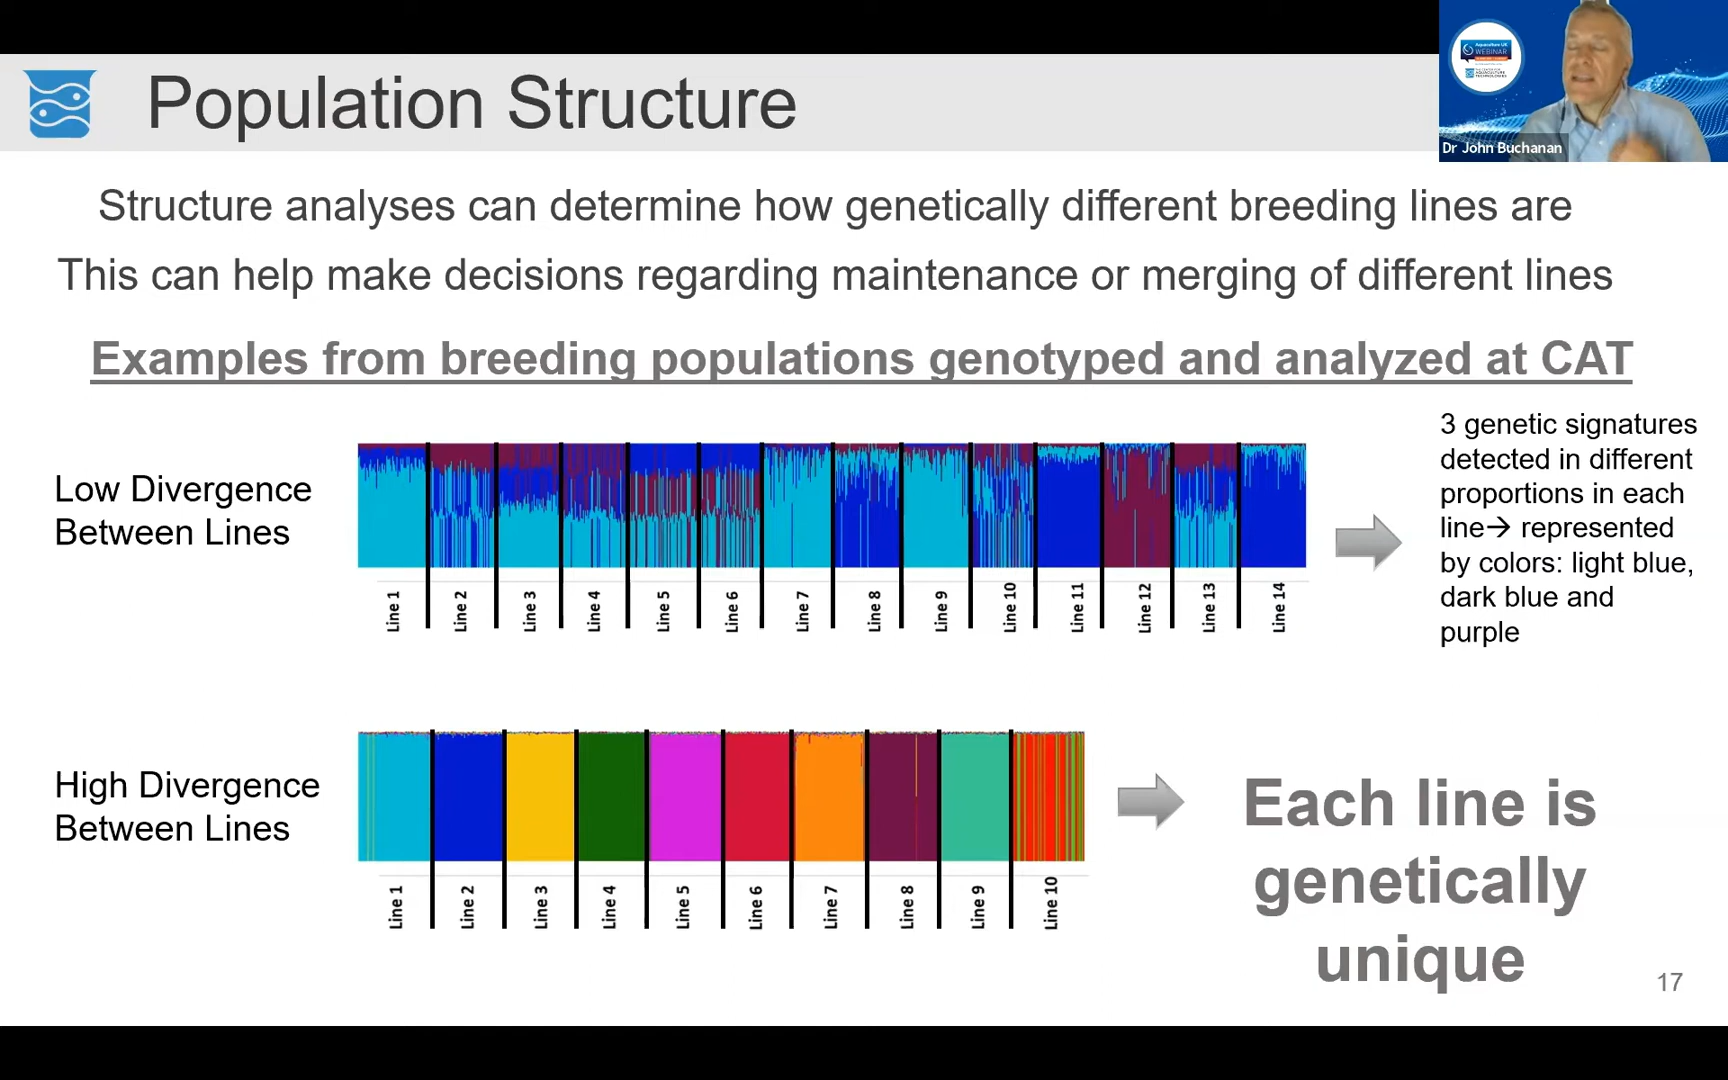 Population Structure
Aquaculture UK
WEBINAR
Dr John Buchanan
Structure analyses can determine how genetically different breeding lines are
This can help make decisions regarding maintenance or merging of different lines
Examples from breeding populations genotyped and analyzed at CAT
Low Divergence
Between Lines
Line 1
Line 2
Line 3
Line 4
Line 5
Line 6
Line 7
Line 8
Line 9
Line 10
Line 11
Line 12
Line 13
Line 14
3 genetic signatures
detected in different
proportions in each
line→ represented
by colors: light blue,
dark blue and
purple
High Divergence
Between Lines
Line 1
Line 2
Line 3
Line 4
Line 5
Line 6
Line 7
Line 8
Line 9
Line 10
Each line is
genetically
unique
17